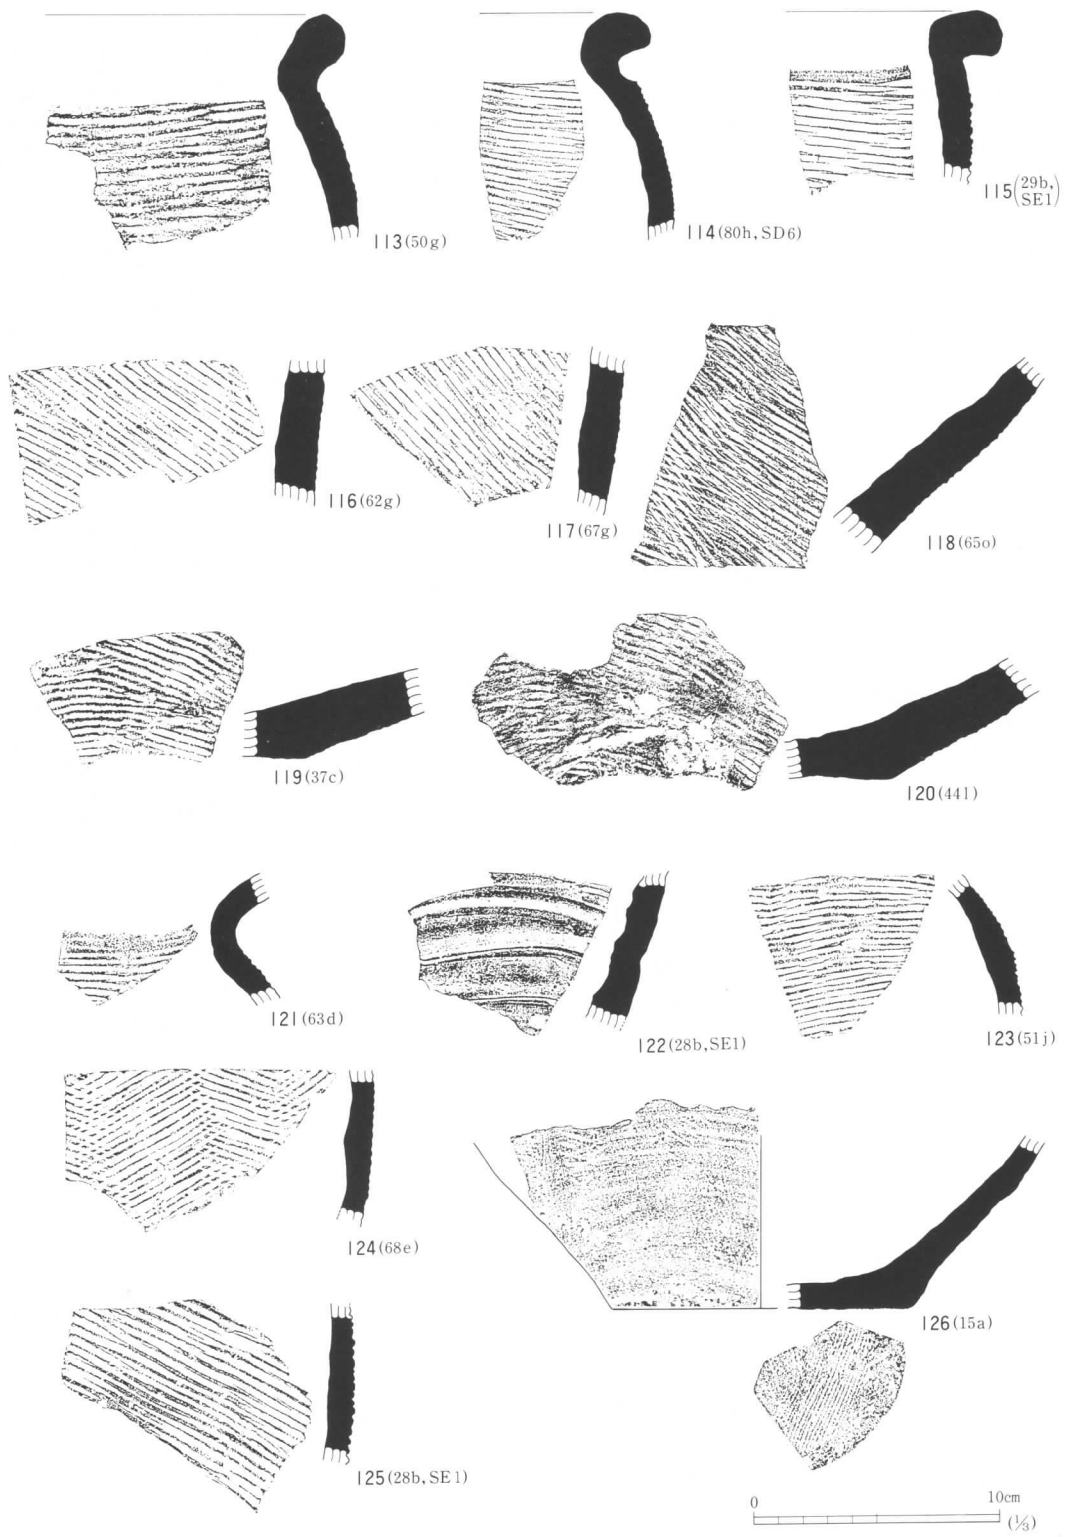 113(50g)
114(80h,SD6)
115(29b,
SE1)
116(62g)
117(67g)
118(65o)
119(37c)
120(44l)
121(63d)
122(28b,SE1)
123(51j)
124(68e)
125(28b,SE1)
126(15a)
0 10cm
(1/3)